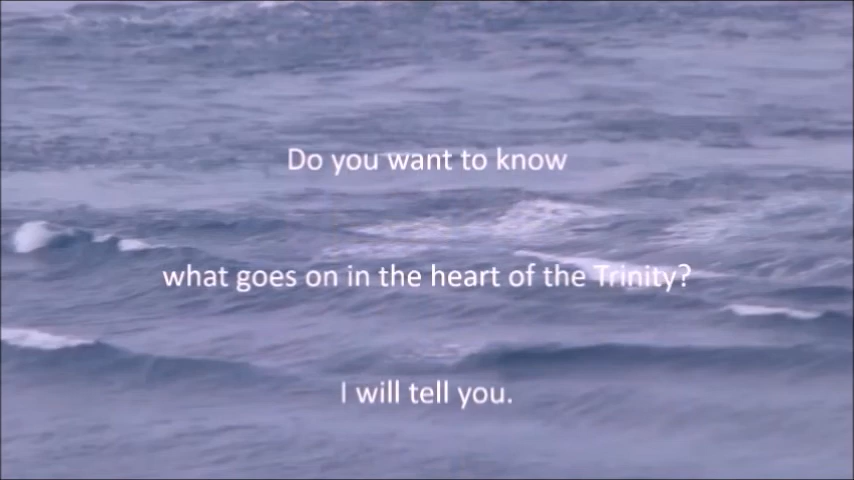 Do you want to know
what goes on in the heart of the Trinity?
I will tell you.